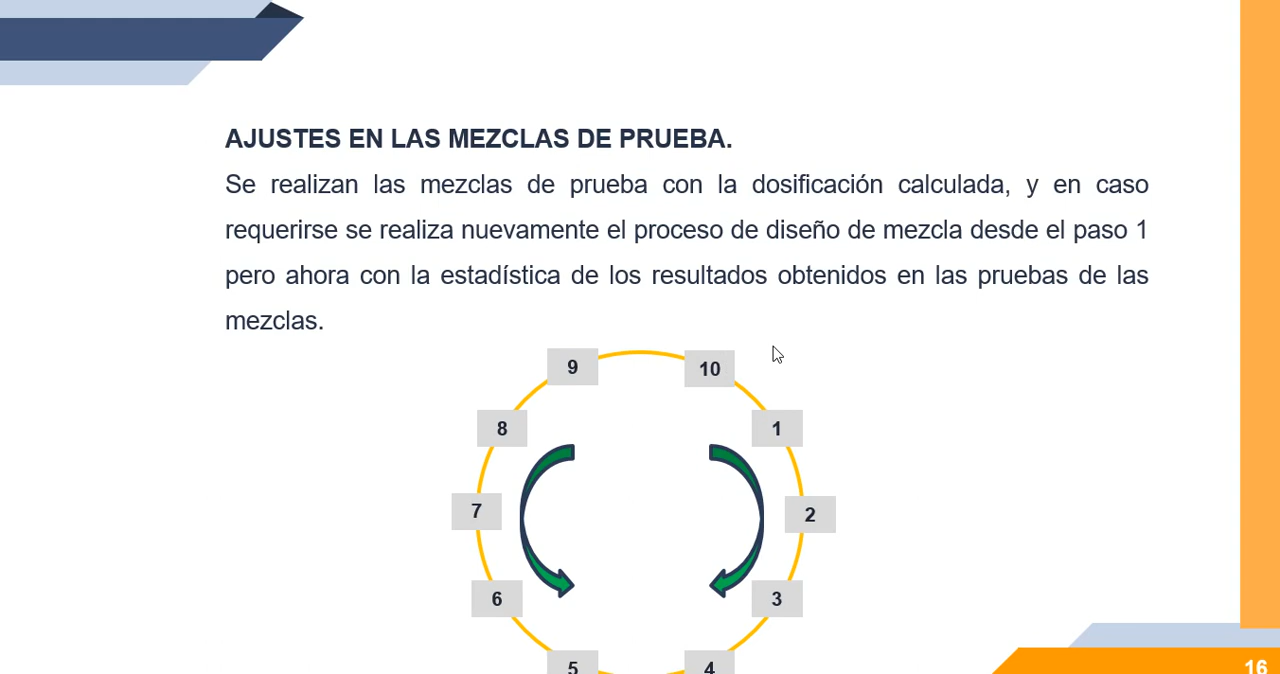 AJUSTES EN LAS MEZCLAS DE PRUEBA.
Se realizan las mezclas de prueba con la dosificación calculada, y en caso
requerirse se realiza nuevamente el proceso de diseño de mezcla desde el paso 1
pero ahora con la estadística de los resultados obtenidos en las pruebas de las
mezclas.
9
10
8
1
7
2
6
3
5
4
16